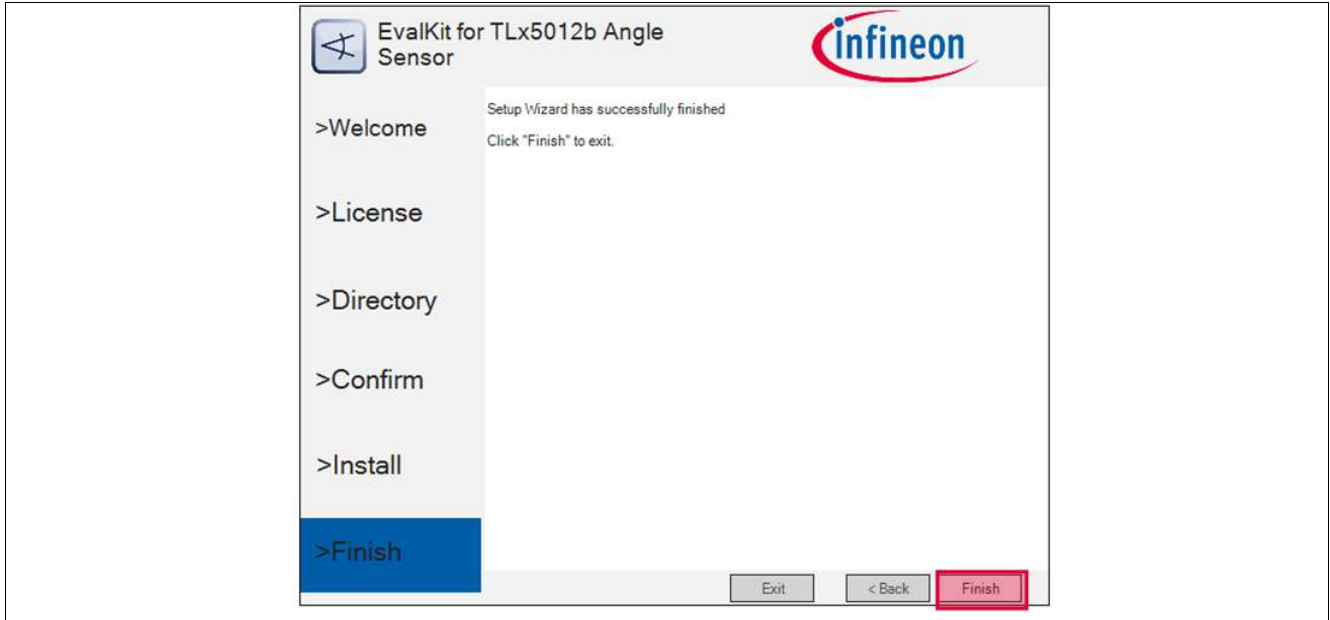 EvalKit for TLx5012b Angle
Sensor
infineon
>Welcome
Setup Wizard has successfully finished
Click "Finish" to exit.
>License
>Directory
>Confirm
>Install
>Finish
Exit
< Back
Finish